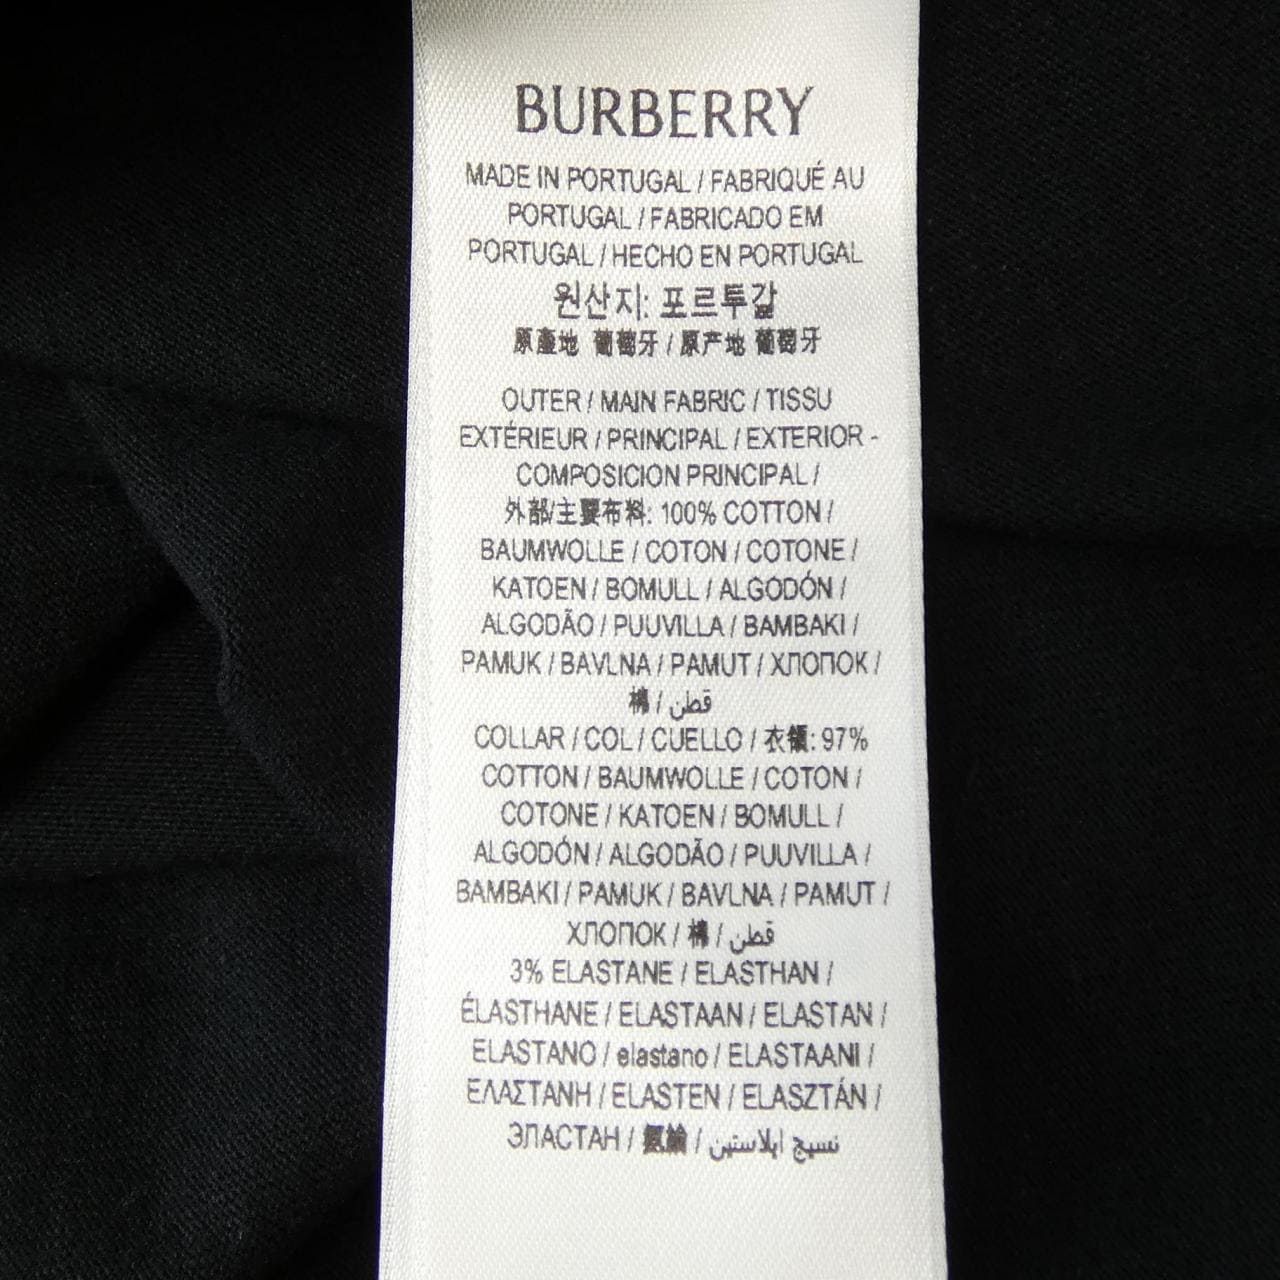 BURBERRY
MADE IN PORTUGAL / FABRIQUÉ AU
PORTUGAL / FABRICADO EM
PORTUGAL / HECHO EN PORTUGAL
원산지: 포르투갈
原產地 葡萄牙 / 原产地 葡萄牙
OUTER / MAIN FABRIC / TISSU
EXTÉRIEUR / PRINCIPAL / EXTERIOR -
COMPOSICION PRINCIPAL /
外部/主要布料: 100% COTTON /
BAUMWOLLE / COTON / COTONE /
KATOEN / BOMULL / ALGODÓN /
ALGODÃO / PUUVILLA / BAMBAKI /
PAMUK / BAVLNA / PAMUT / ХЛОПОК /
棉 / قطن
COLLAR / COL / CUELLO / 衣領: 97%
COTTON / BAUMWOLLE / COTON /
COTONE / KATOEN / BOMULL /
ALGODÓN / ALGODÃO / PUUVILLA /
BAMBAKI / PAMUK / BAVLNA / PAMUT /
ХЛОПОК / 棉 / قطن
3% ELASTANE / ELASTHAN /
ÉLASTHANE / ELASTAAN / ELASTAN /
ELASTANO / elastano / ELASTAANI /
ΕΛΑΣΤΑΝΗ / ELASTEN / ELASZTÁN /
ЭЛАСТАН / 氨綸 / نسيج ايلاستين